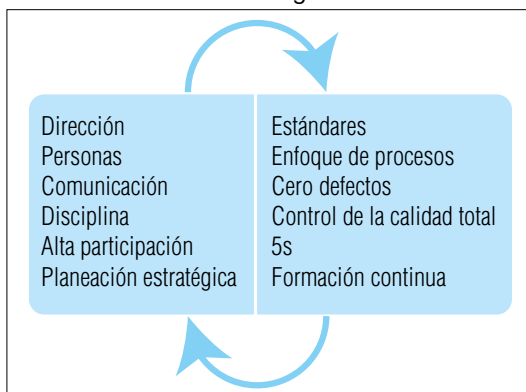 Dirección
Personas
Comunicación
Disciplina
Alta participación
Planeación estratégica
Estándares
Enfoque de procesos
Cero defectos
Control de la calidad total
5s
Formación continua